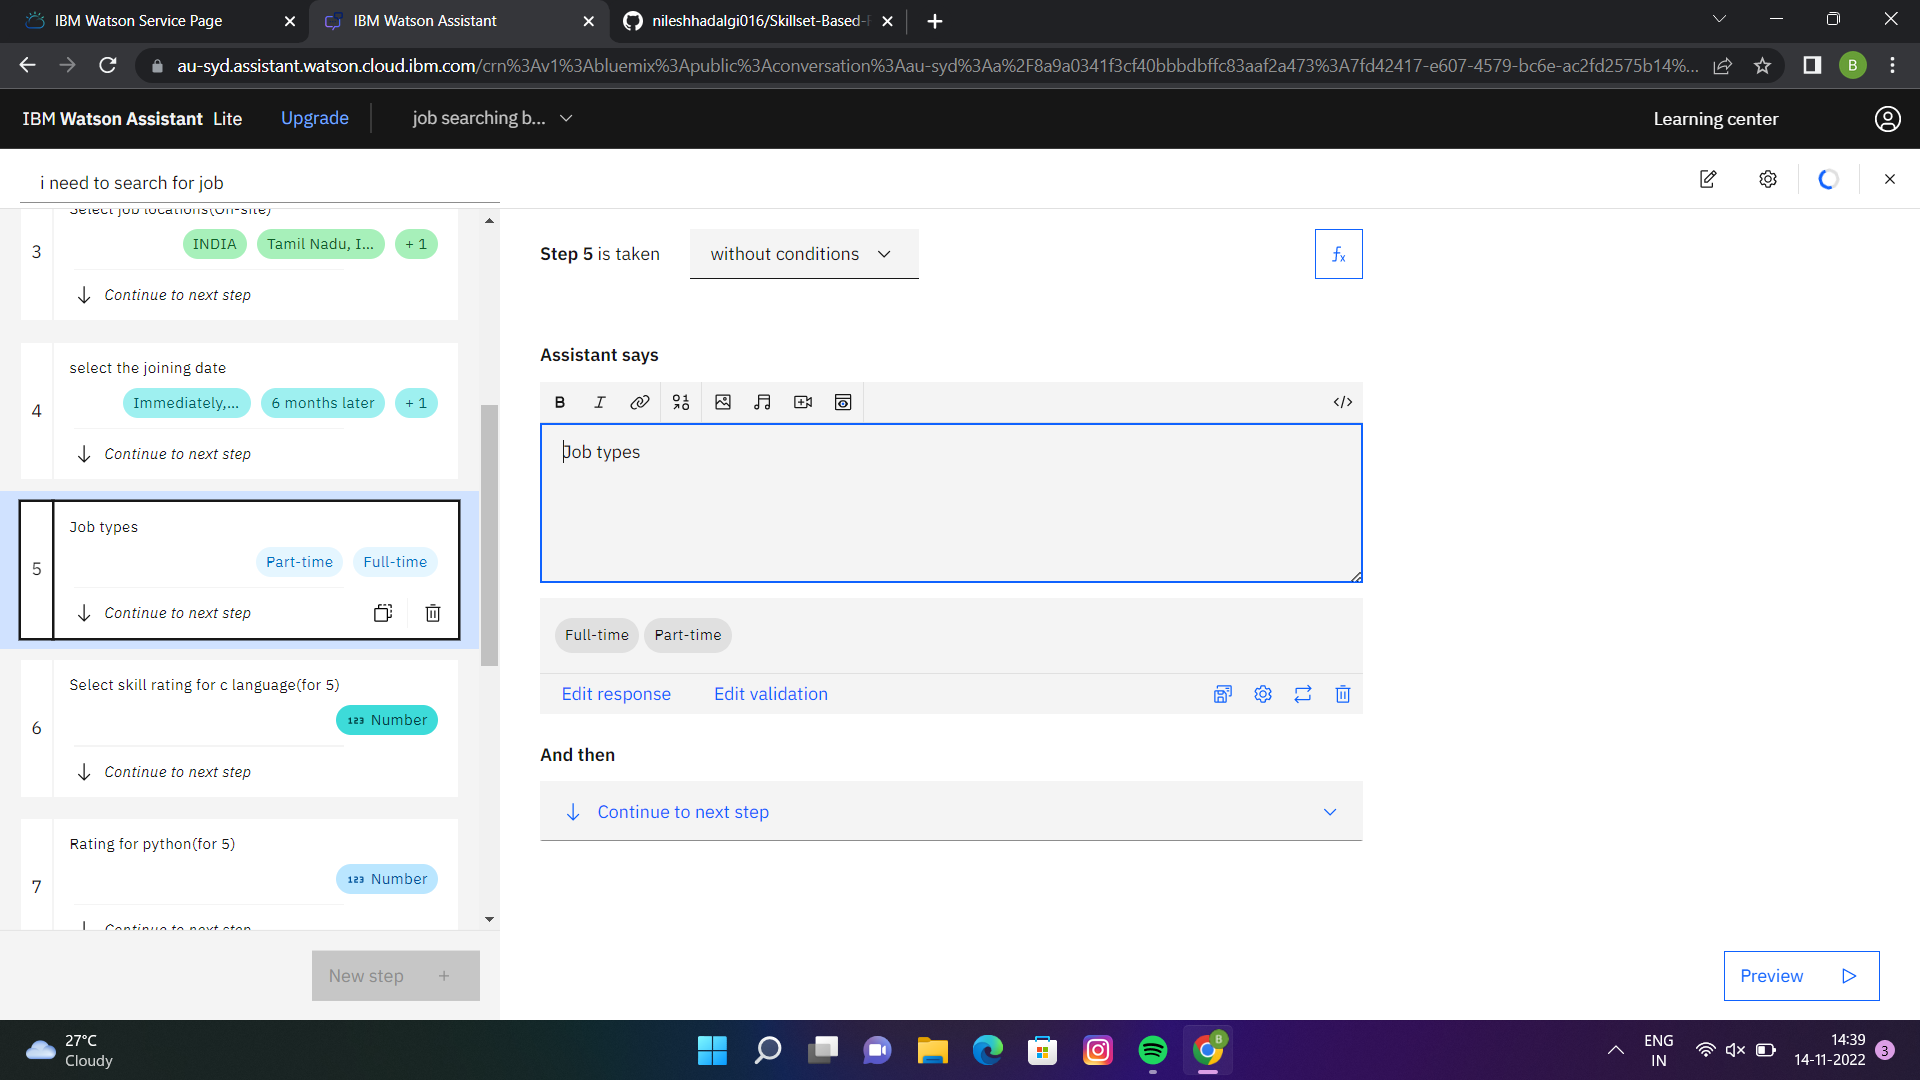 IBM Watson Service Page
IBM Watson Assistant
nileshhadalgi016/Skillset-Based-
au-syd.assistant.watson.cloud.ibm.com/crn%3Av1%3Abluemix%3Apublic%3Aconversation%3Aau-syd%3Aa%2F8a9a0341f3cf40bbbdbffc83aaf2a473%3A7fd42417-e607-4579-bc6e-ac2fd2575b14%...
B
IBM Watson Assistant Lite
Upgrade
job searching b...
Learning center
i need to search for job
Select job locations(On-site)
3
INDIA
Tamil Nadu, I...
+ 1
Continue to next step
select the joining date
4
Immediately,...
6 months later
+ 1
Continue to next step
Job types
5
Part-time
Full-time
Continue to next step
Select skill rating for c language(for 5)
6
123 Number
Continue to next step
Rating for python(for 5)
7
123 Number
Continue to next step
New step +
Step 5 is taken
without conditions
fx
Assistant says
B I
</>
Job types
Full-time
Part-time
Edit response
Edit validation
And then
Continue to next step
Preview
27°C
Cloudy
B
ENG
IN
14:39
14-11-2022
3